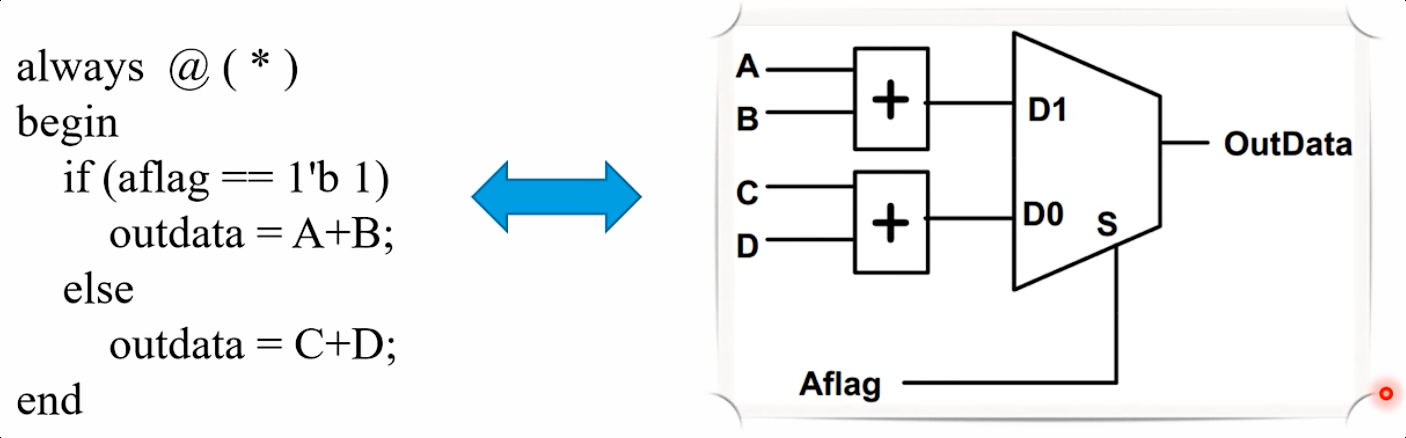 always @ ( * )
begin
if (aflag == 1'b 1)
outdata = A+B;
else
outdata = C+D;
end
A
B
+
D1
C
D
+
D0
S
OutData
Aflag